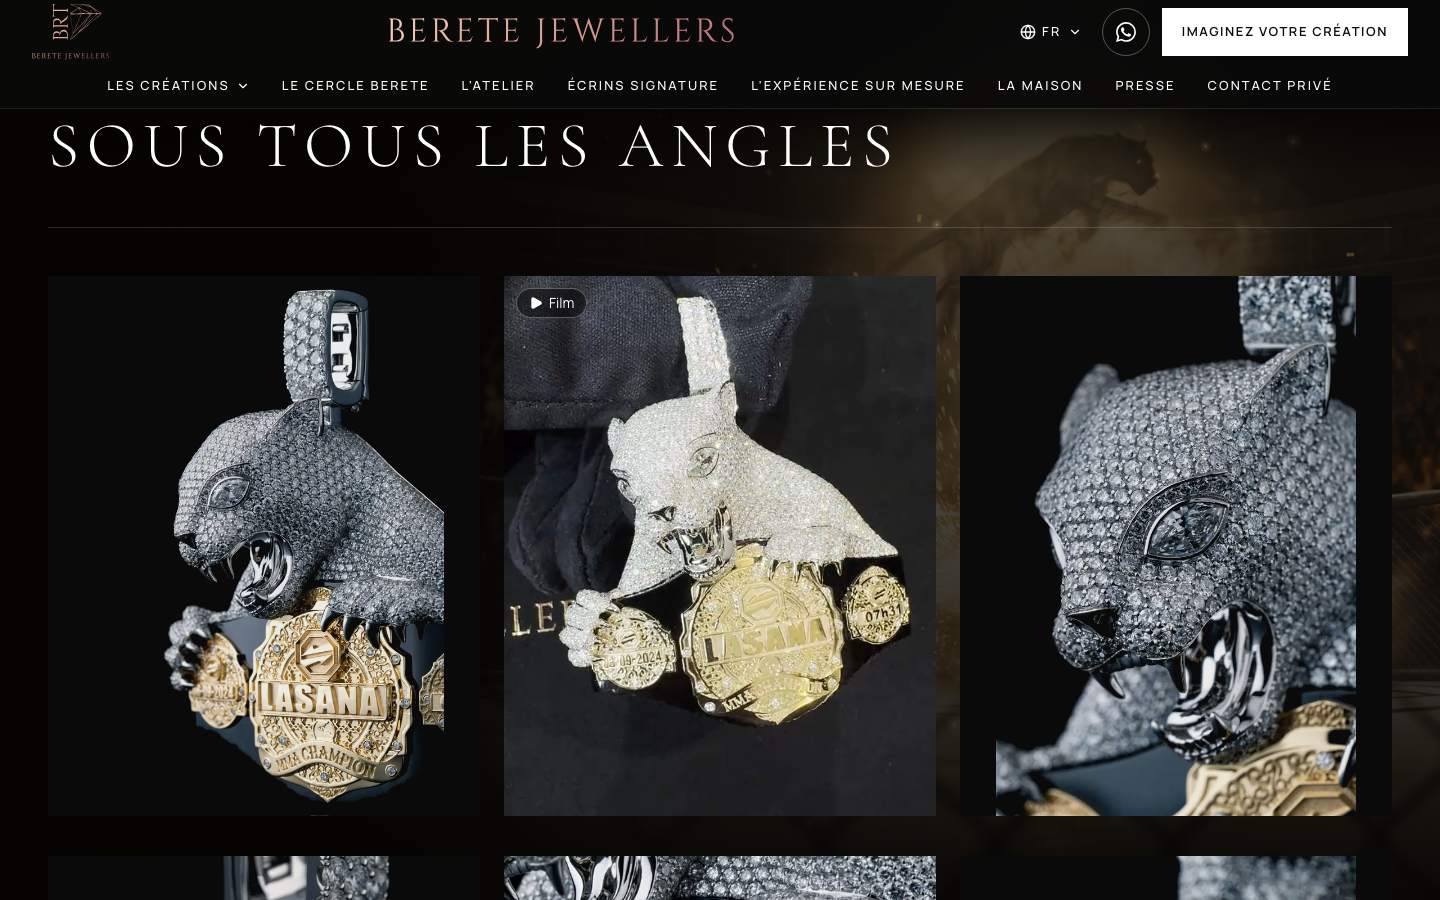 BRT
BERETE JEWELLERS
BERETE JEWELLERS
FR
IMAGINEZ VOTRE CRÉATION
LES CRÉATIONS
LE CERCLE BERETE
L'ATELIER
ÉCRINS SIGNATURE
L'EXPÉRIENCE SUR MESURE
LA MAISON
PRESSE
CONTACT PRIVÉ
SOUS TOUS LES ANGLES
LASANA
MMA CHAMPION
Film
LASANA
07h31